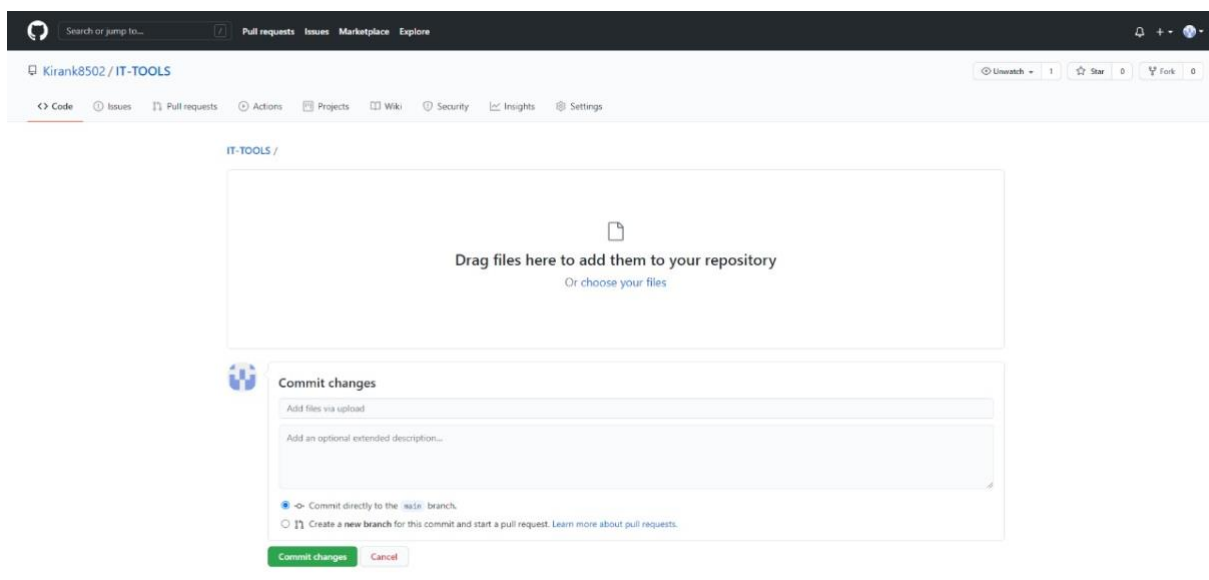 Search or jump to... / Pull requests Issues Marketplace Explore
Kirank8502 / IT-TOOLS Unwatch 1 Star 0 Fork 0
<> Code Issues Pull requests Actions Projects Wiki Security Insights Settings
IT-TOOLS /
Drag files here to add them to your repository
Or choose your files
Commit changes
Add files via upload
Add an optional extended description...
Commit directly to the main branch.
Create a new branch for this commit and start a pull request. Learn more about pull requests.
Commit changes Cancel